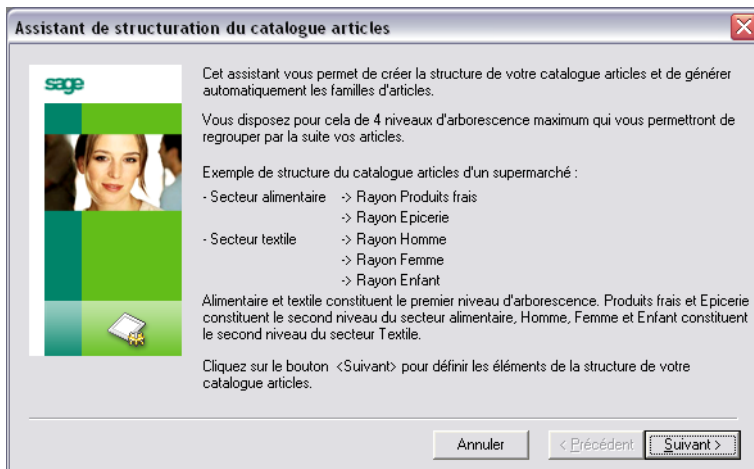 Assistant de structuration du catalogue articles
sage
Cet assistant vous permet de créer la structure de votre catalogue articles et de générer
automatiquement les familles d'articles.
Vous disposez pour cela de 4 niveaux d'arborescence maximum qui vous permettront de
regrouper par la suite vos articles.
Exemple de structure du catalogue articles d'un supermarché :
- Secteur alimentaire -> Rayon Produits frais
-> Rayon Epicerie
- Secteur textile -> Rayon Homme
-> Rayon Femme
-> Rayon Enfant
Alimentaire et textile constituent le premier niveau d'arborescence. Produits frais et Epicerie
constituent le second niveau du secteur alimentaire, Homme, Femme et Enfant constituent
le second niveau du secteur Textile.
Cliquez sur le bouton <Suivant> pour définir les éléments de la structure de votre
catalogue articles.
Annuler < Précédent Suivant >